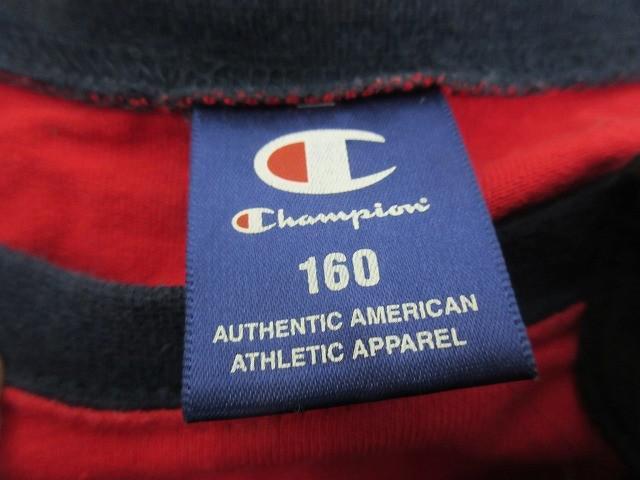 Champion
160
AUTHENTIC AMERICAN
ATHLETIC APPAREL